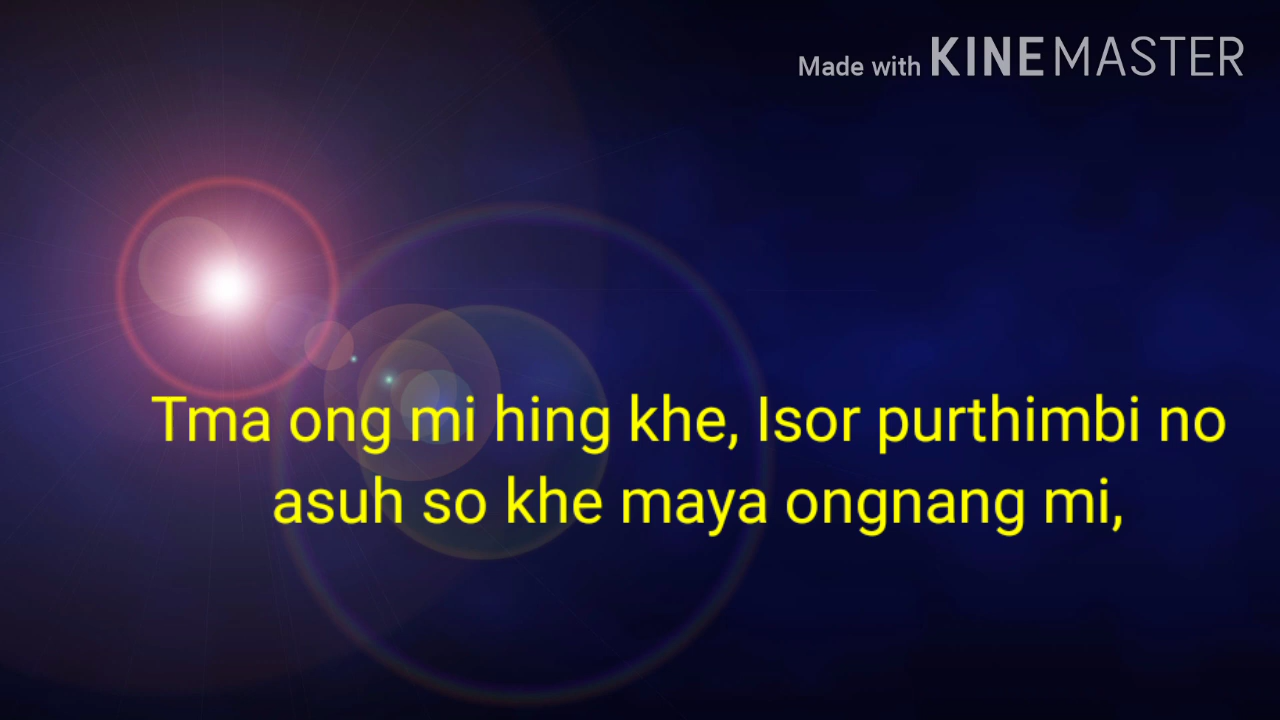 Made with KINEMASTER
Tma ong mi hing khe, Isor purthimbi no
asuh so khe maya ongnang mi,